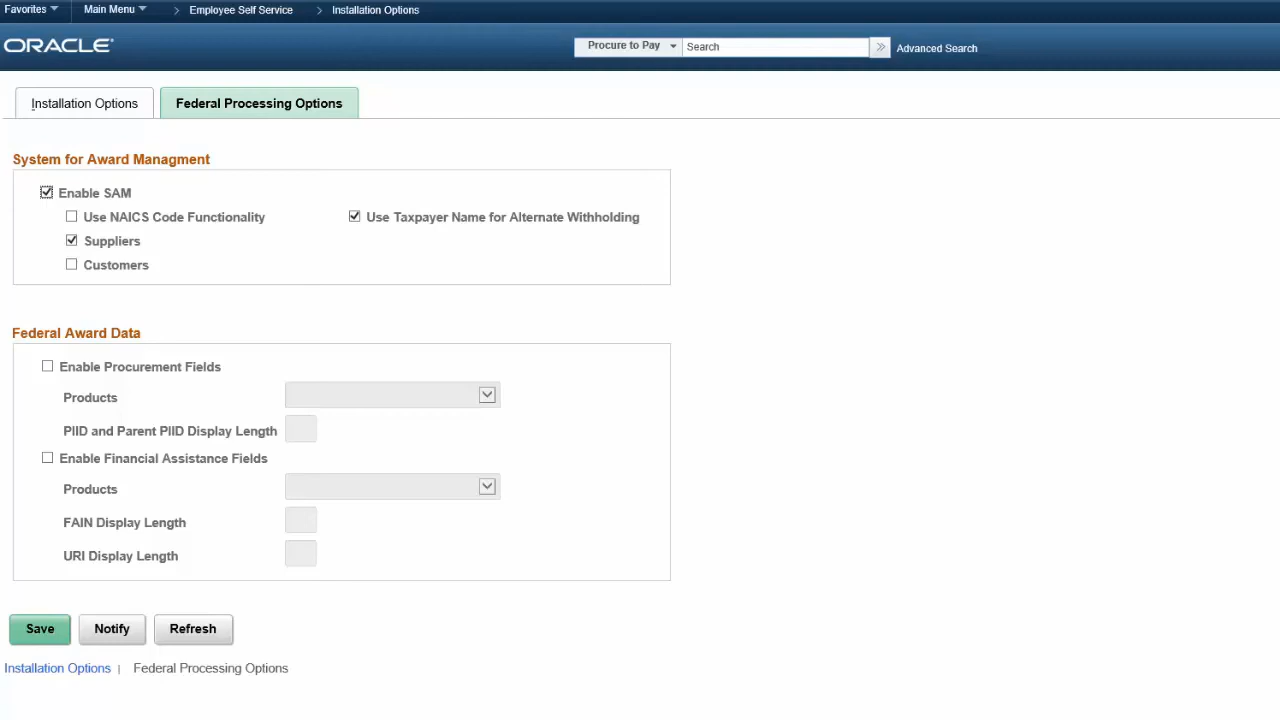 Favorites Main Menu > Employee Self Service > Installation Options
ORACLE® Procure to Pay Search » Advanced Search
Installation Options Federal Processing Options
System for Award Managment
Enable SAM
Use NAICS Code Functionality Use Taxpayer Name for Alternate Withholding
Suppliers
Customers
Federal Award Data
Enable Procurement Fields
Products
PIID and Parent PIID Display Length
Enable Financial Assistance Fields
Products
FAIN Display Length
URI Display Length
Save Notify Refresh
Installation Options | Federal Processing Options